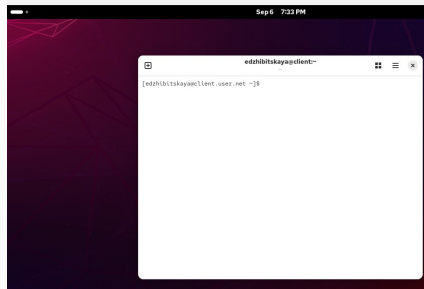 Sep 6 7:33 PM
edzhibitskaya@client:~
[edzhibitskaya@client.user.net ~]$